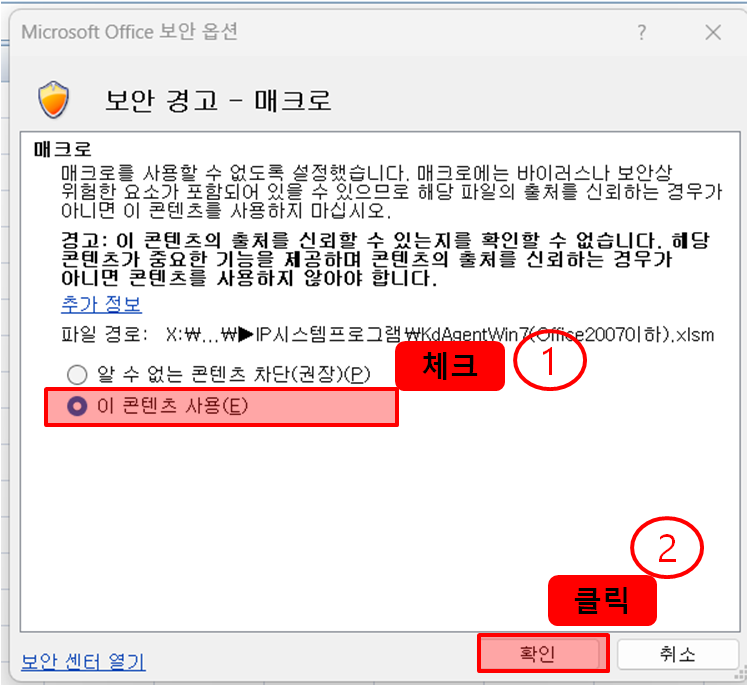 Microsoft Office 보안 옵션
?
보안 경고 - 매크로
매크로
매크로를 사용할 수 없도록 설정했습니다. 매크로에는 바이러스나 보안상
위험한 요소가 포함되어 있을 수 있으므로 해당 파일의 출처를 신뢰하는 경우가
아니면 이 콘텐츠를 사용하지 마십시오.
경고: 이 콘텐츠의 출처를 신뢰할 수 있는지를 확인할 수 없습니다. 해당
콘텐츠가 중요한 기능을 제공하며 콘텐츠의 출처를 신뢰하는 경우가
아니면 콘텐츠를 사용하지 않아야 합니다.
추가 정보
파일 경로: X:₩...₩▶IP시스템프로그램₩KdAgentWin7(Office2007이하).xlsm
알 수 없는 콘텐츠 차단(권장)(P)
체크
1
이 콘텐츠 사용(E)
2
클릭
보안 센터 열기
확인
취소